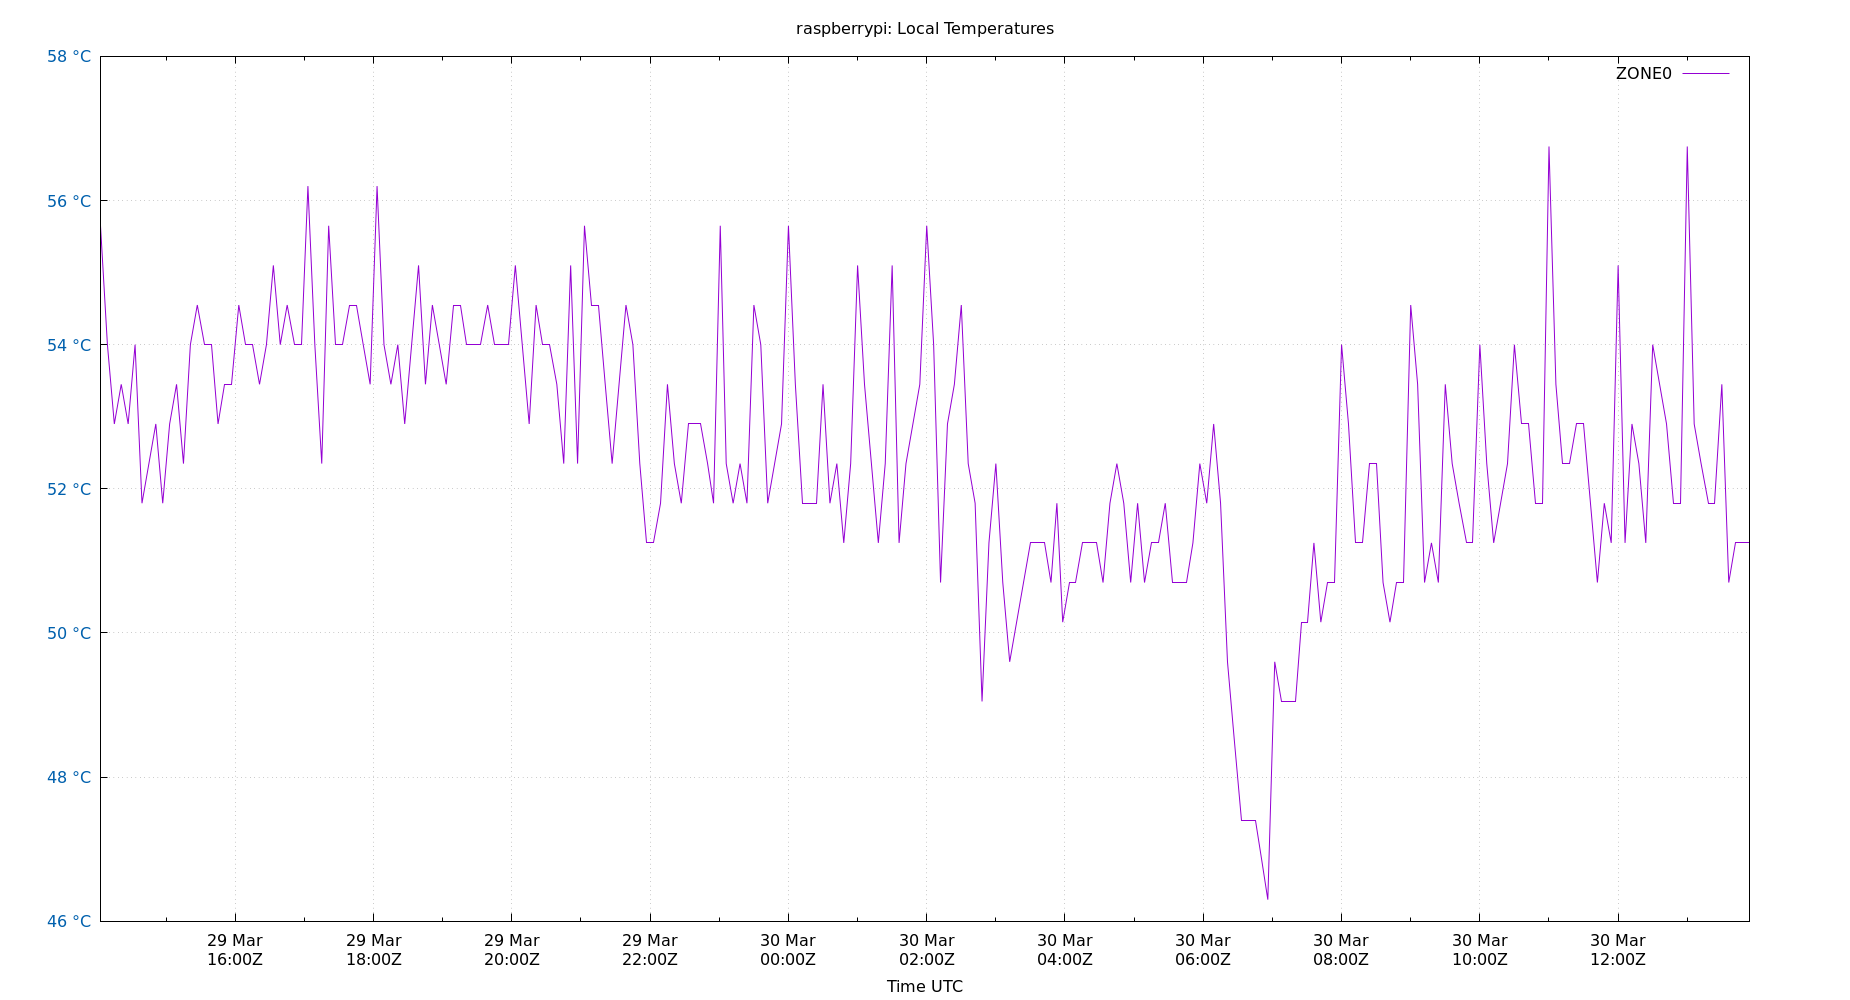 raspberrypi: Local Temperatures
58 °C
ZONE0
56 °C
54 °C
52 °C
50 °C
48 °C
46 °C
29 Mar 29 Mar 29 Mar 29 Mar 30 Mar 30 Mar 30 Mar 30 Mar 30 Mar 30 Mar 30 Mar
16:00Z 18:00Z 20:00Z 22:00Z 00:00Z 02:00Z 04:00Z 06:00Z 08:00Z 10:00Z 12:00Z
Time UTC